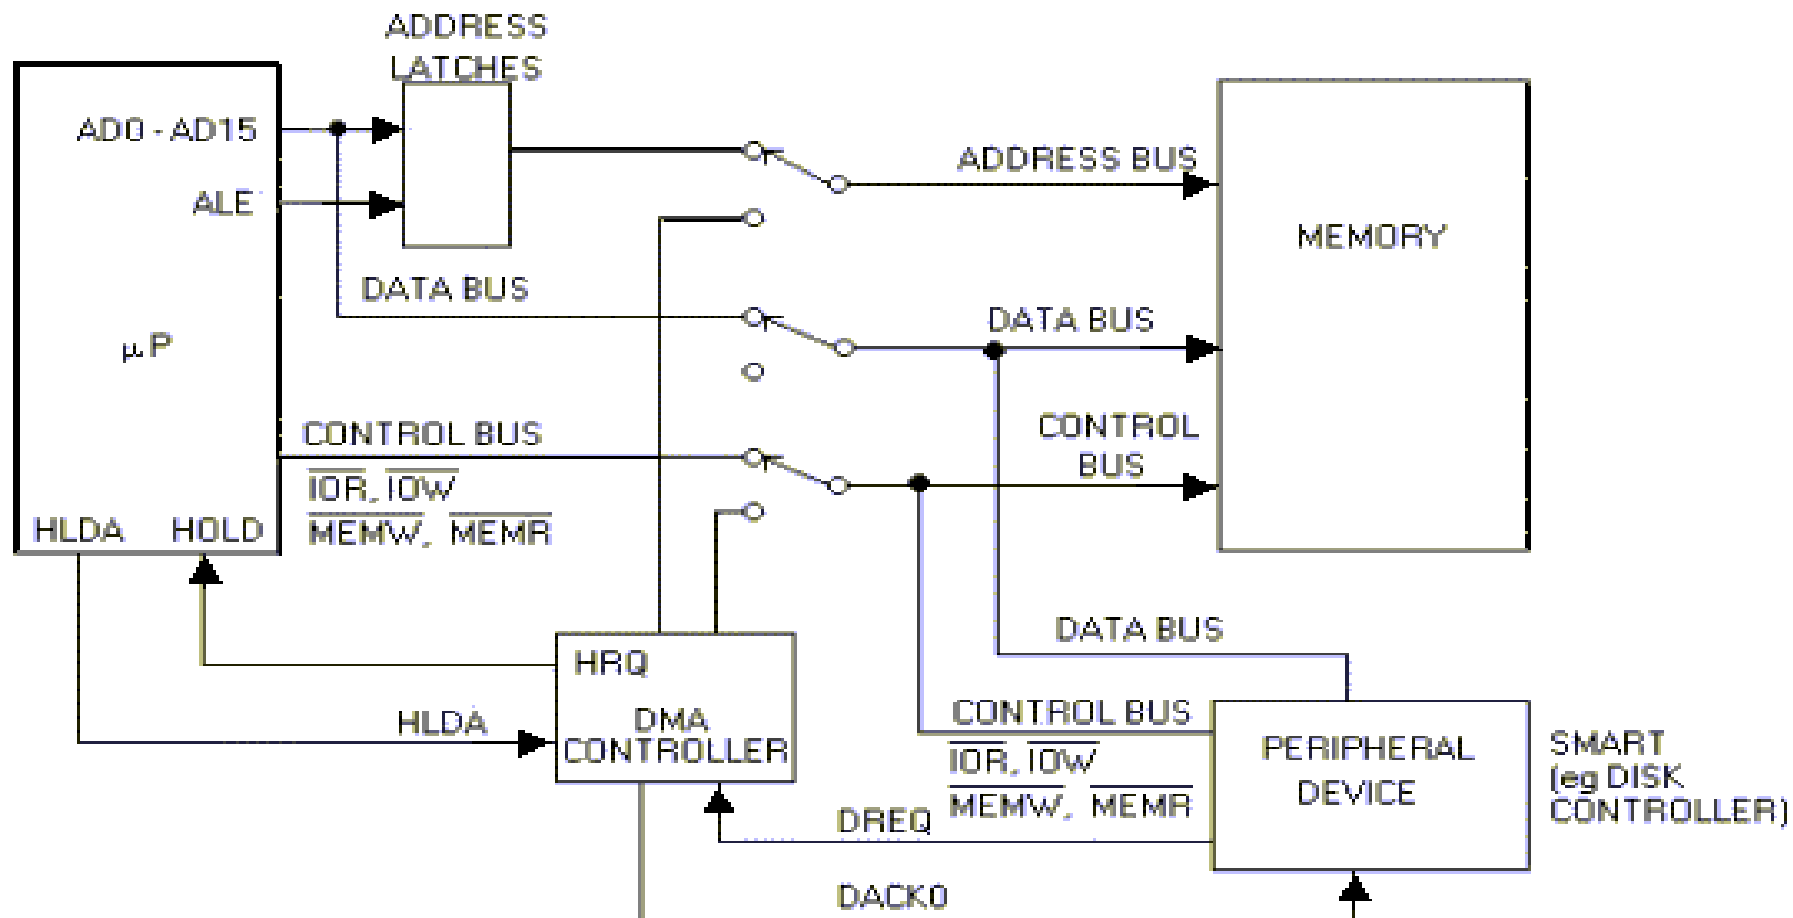 ADDRESS
LATCHES
AD0 - AD15
ALE
ADDRESS BUS
MEMORY
DATA BUS
DATA BUS
μP
CONTROL BUS
CONTROL
BUS
IOR, IOW
MEMW, MEMR
HLDA HOLD
DATA BUS
HRQ
HLDA
DMA
CONTROLLER
CONTROL BUS
IOR, IOW
MEMW, MEMR
PERIPHERAL
DEVICE
SMART
(eg DISK
CONTROLLER)
DREQ
DACK0